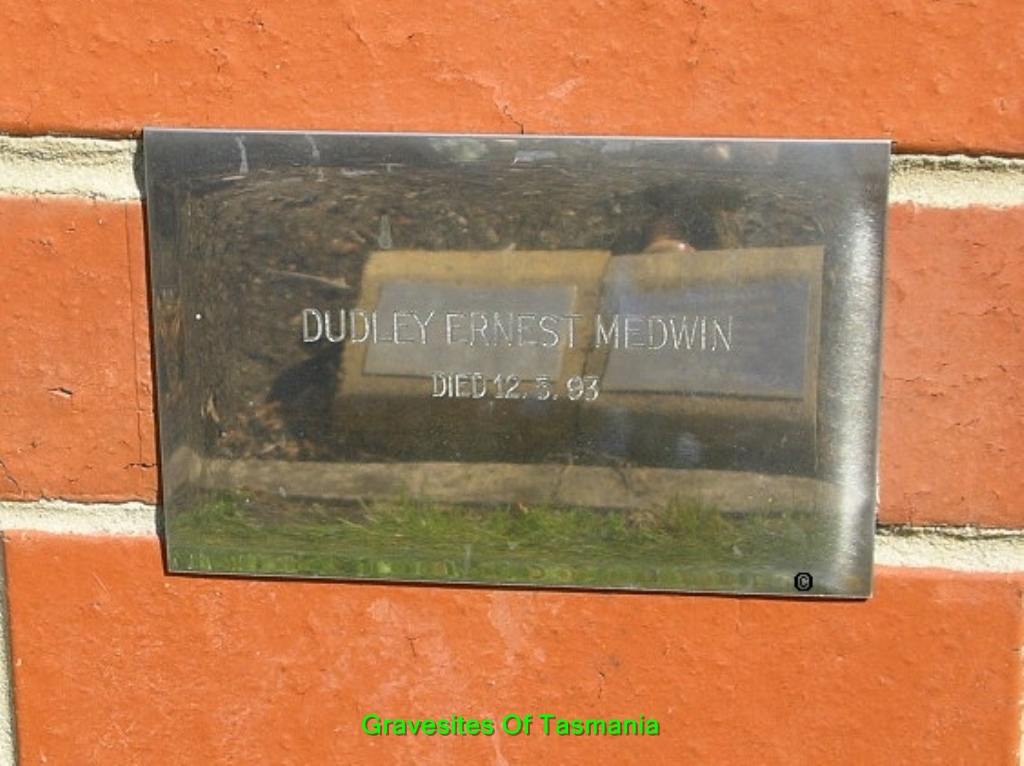 DUDLEY ERNEST MEDWIN
DIED 12. 5. 93
©
Gravesites Of Tasmania